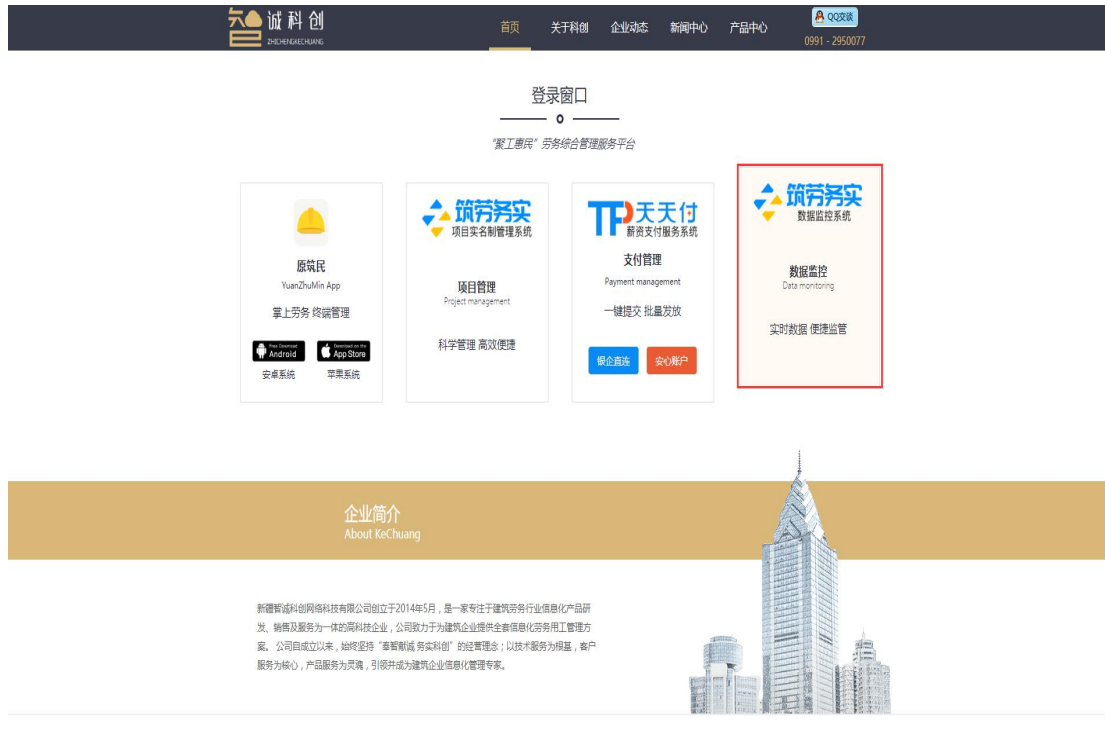 智诚科创
ZHICHENGKECHUANG
首页 关于科创 企业动态 新闻中心 产品中心
QQ交谈
0991 - 2950077
登录窗口
“聚工惠民” 劳务综合管理服务平台
原筑民
YuanZhuMin App
掌上劳务 终端管理
Free Download
Android
Download on the
App Store
安卓系统 苹果系统
筑劳务实
项目实名制管理系统
项目管理
Project management
科学管理 高效便捷
TFP天天付
薪资支付服务系统
支付管理
Payment management
一键提交 批量发放
银企直连 安心账户
筑劳务实
数据监控系统
数据监控
Data monitoring
实时数据 便捷监管
企业简介
About KeChuang
新疆智诚科创网络科技有限公司创立于2014年5月，是一家专注于建筑劳务行业信息化产品研
发、销售及服务为一体的高科技企业，公司致力于为建筑企业提供全套信息化劳务用工管理方
案。 公司自成立以来，始终坚持“奉智献诚 务实科创”的经营理念；以技术服务为根基，客户
服务为核心，产品服务为灵魂，引领并成为建筑企业信息化管理专家。